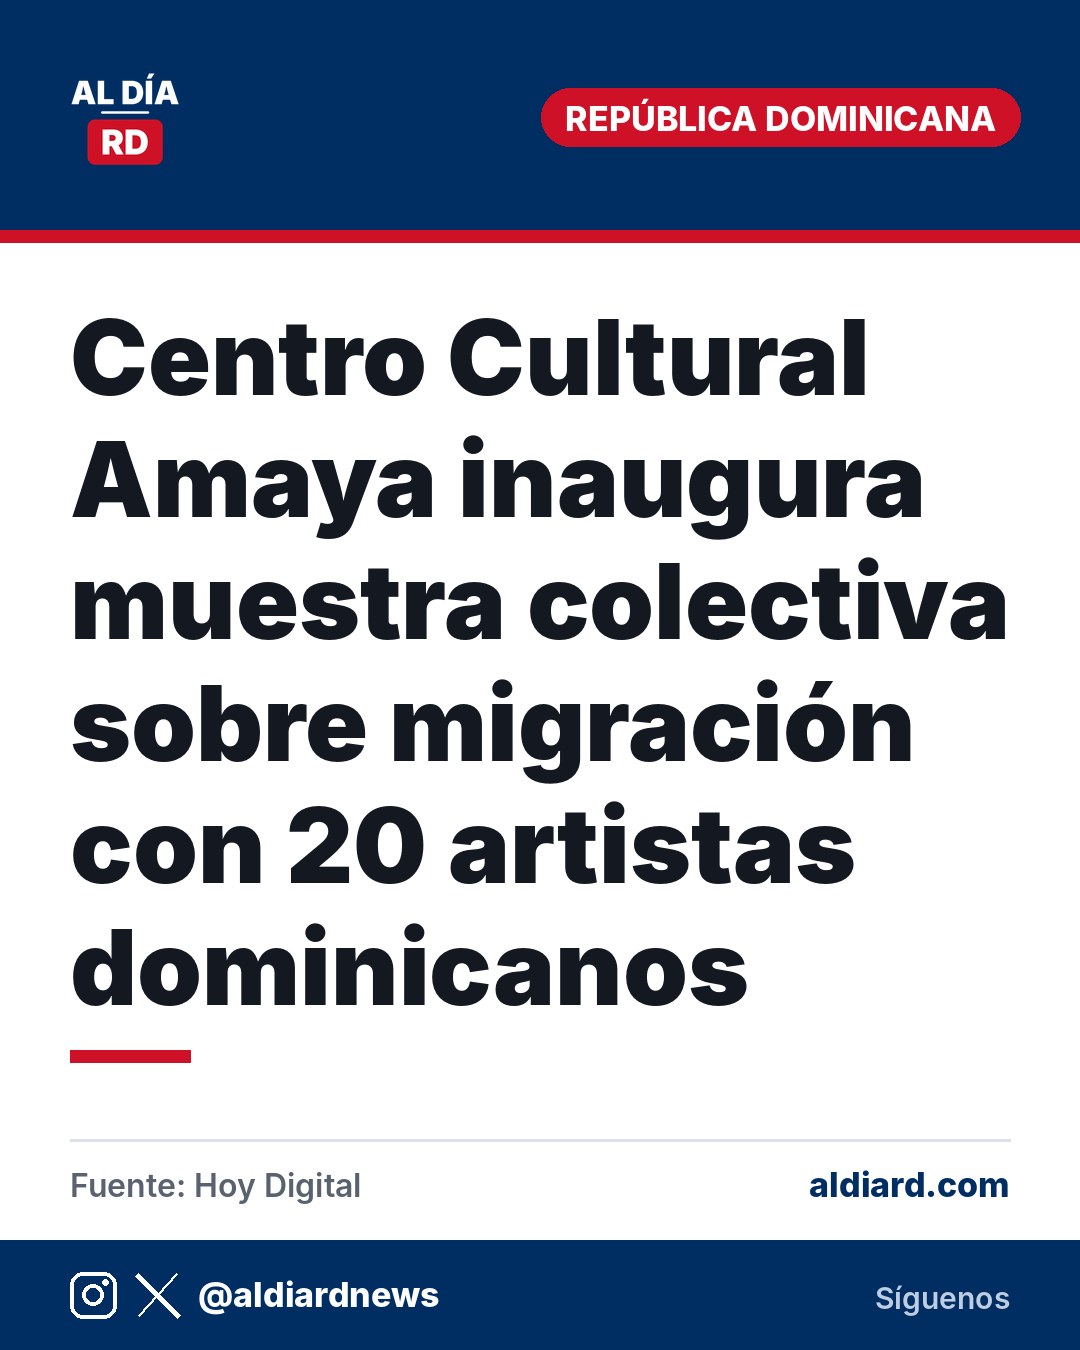 AL DÍA
RD
REPÚBLICA DOMINICANA
Centro Cultural
Amaya inaugura
muestra colectiva
sobre migración
con 20 artistas
dominicanos
Fuente: Hoy Digital
aldiard.com
@aldiardnews
Síguenos